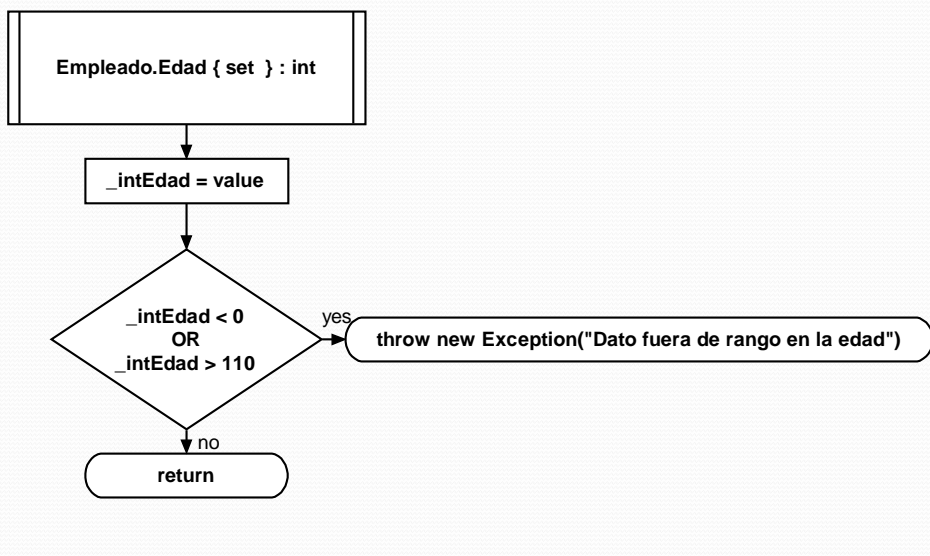 Empleado.Edad { set  } : int
_intEdad = value
_intEdad < 0
OR
_intEdad > 110
yes
throw new Exception("Dato fuera de rango en la edad")
no
return